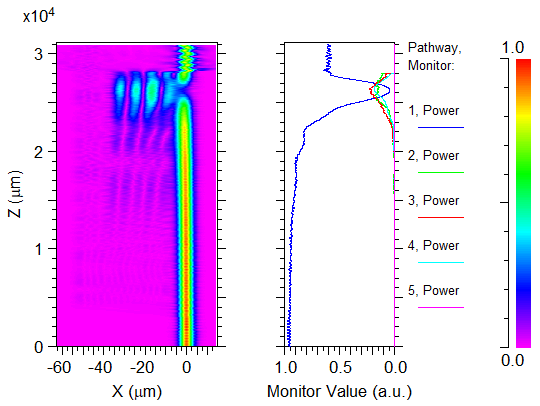 x10⁴
3
2
1
0
Z (μm)
-60 -40 -20 0
X (μm)
1.0 0.5 0.0
Monitor Value (a.u.)
Pathway,
Monitor:
1, Power
2, Power
3, Power
4, Power
5, Power
1.0
0.0